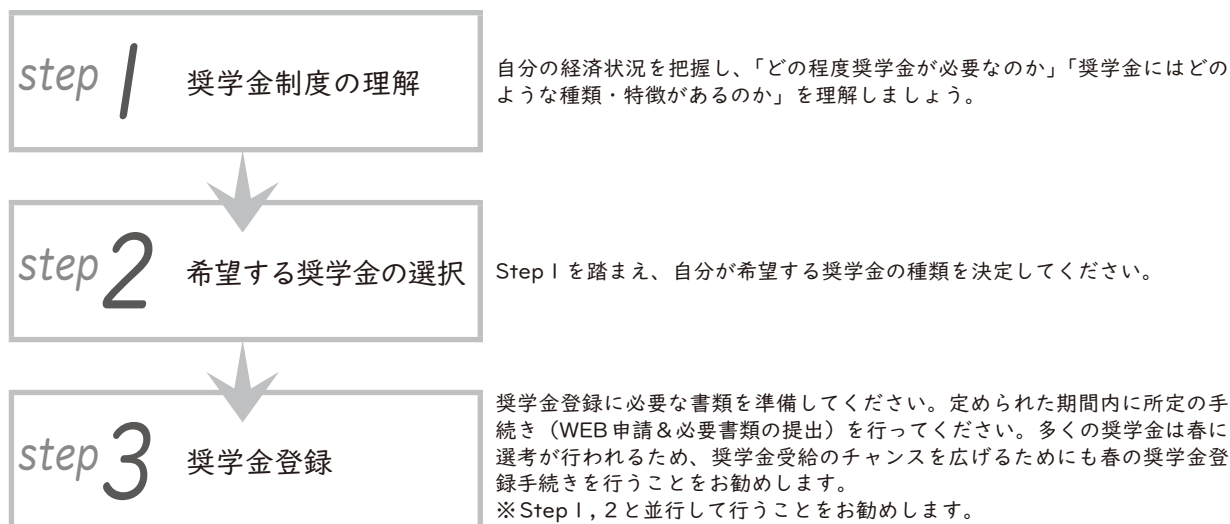 step 1 奨学金制度の理解
自分の経済状況を把握し、「どの程度奨学金が必要なのか」「奨学金にはどの
ような種類・特徴があるのか」を理解しましょう。
step 2 希望する奨学金の選択
Step1を踏まえ、自分が希望する奨学金の種類を決定してください。
step 3 奨学金登録
奨学金登録に必要な書類を準備してください。定められた期間内に所定の手
続き（WEB申請＆必要書類の提出）を行ってください。多くの奨学金は春に
選考が行われるため、奨学金受給のチャンスを広げるためにも春の奨学金登
録手続きを行うことをお勧めします。
※Step1,2と並行して行うことをお勧めします。